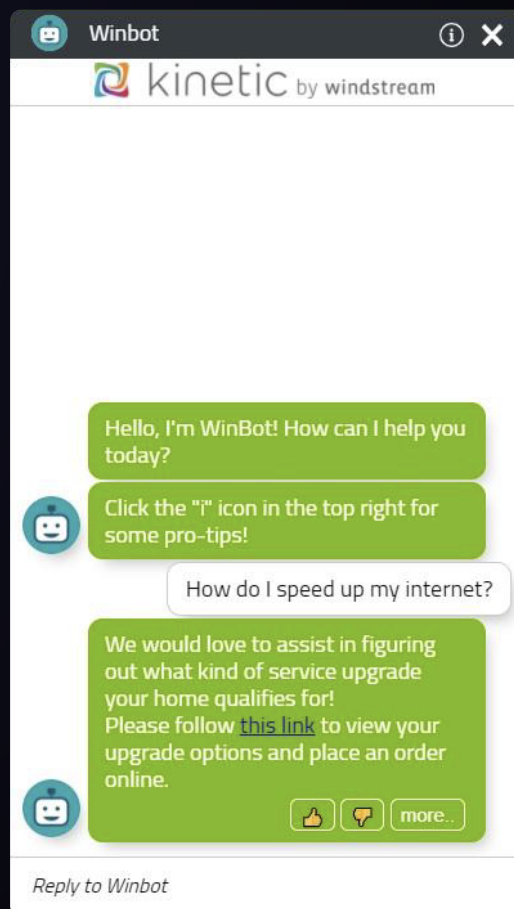 Winbot
kinetic by windstream
Hello, I'm WinBot! How can I help you
today?
Click the "i" icon in the top right for
some pro-tips!
How do I speed up my internet?
We would love to assist in figuring
out what kind of service upgrade
your home qualifies for!
Please follow this link to view your
upgrade options and place an order
online.
more..
Reply to Winbot